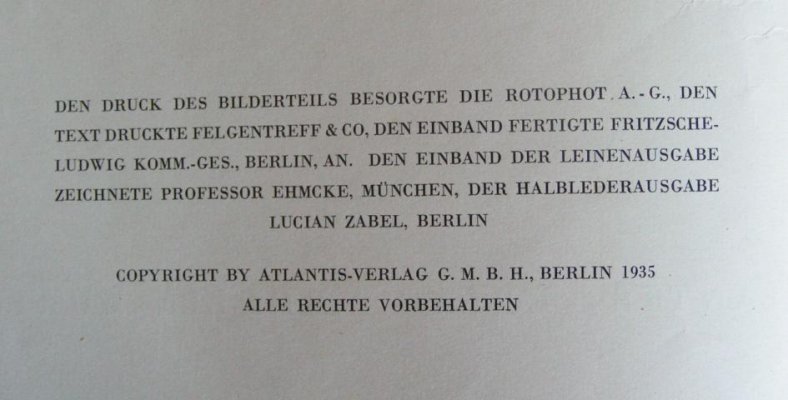 DEN DRUCK DES BILDERTEILS BESORGTE DIE ROTOPHOT A.-G., DEN
TEXT DRUCKTE FELGENTREFF & CO, DEN EINBAND FERTIGTE FRITZSCHE-
LUDWIG KOMM.-GES., BERLIN, AN. DEN EINBAND DER LEINENAUSGABE
ZEICHNETE PROFESSOR EHMCKE, MÜNCHEN, DER HALBLEDERAUSGABE
LUCIAN ZABEL, BERLIN
COPYRIGHT BY ATLANTIS-VERLAG G. M. B. H., BERLIN 1935
ALLE RECHTE VORBEHALTEN